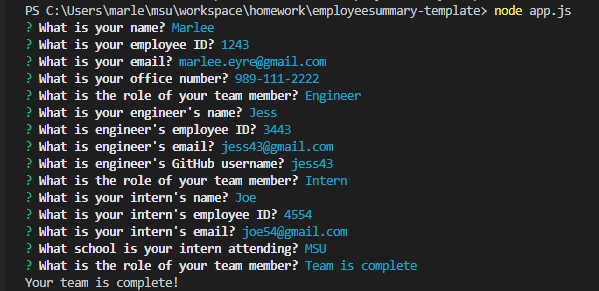 PS C:\Users\marle\msu\workspace\homework\employeesummary-template> node app.js
? What is your name? Marlee
? What is your employee ID? 1243
? What is your email? marlee.eyre@gmail.com
? What is your office number? 989-111-2222
? What is the role of your team member? Engineer
? What is your engineer's name? Jess
? What is engineer's employee ID? 3443
? What is engineer's email? jess43@gmail.com
? What is engineer's GitHub username? jess43
? What is the role of your team member? Intern
? What is your intern's name? Joe
? What is your intern's employee ID? 4554
? What is your intern's email? joe54@gmail.com
? What school is your intern attending? MSU
? What is the role of your team member? Team is complete
Your team is complete!